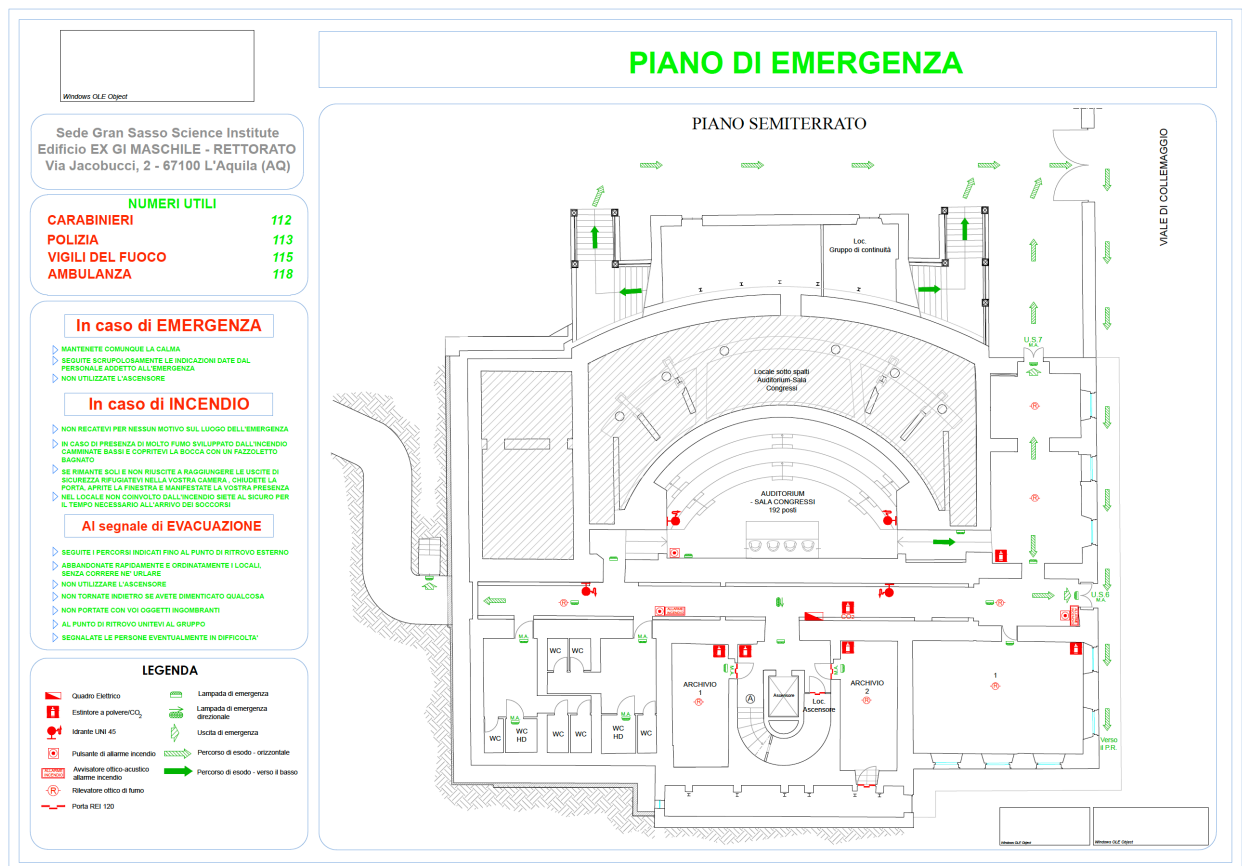 Windows OLE Object
PIANO DI EMERGENZA
Sede Gran Sasso Science Institute
Edificio EX GI MASCHILE - RETTORATO
Via Jacobucci, 2 - 67100 L'Aquila (AQ)
NUMERI UTILI
CARABINIERI 112
POLIZIA 113
VIGILI DEL FUOCO 115
AMBULANZA 118
In caso di EMERGENZA
MANTENETE COMUNQUE LA CALMA
SEGUITE SCRUPOLOSAMENTE LE INDICAZIONI DATE DAL
PERSONALE ADDETTO ALL'EMERGENZA
NON UTILIZZATE L'ASCENSORE
In caso di INCENDIO
NON RECATEVI PER NESSUN MOTIVO SUL LUOGO DELL'EMERGENZA
IN CASO DI PRESENZA DI MOLTO FUMO SVILUPPATO DALL'INCENDIO
CAMMINATE BASSI E COPRITEVI LA BOCCA CON UN FAZZOLETTO
BAGNATO
SE RIMANTE SOLI E NON RIUSCITE A RAGGIUNGERE LE USCITE DI
SICUREZZA RIFUGIATEVI NELLA VOSTRA CAMERA , CHIUDETE LA
PORTA, APRITE LA FINESTRA E MANIFESTATE LA VOSTRA PRESENZA
NEL LOCALE NON COINVOLTO DALL'INCENDIO SIETE AL SICURO PER
IL TEMPO NECESSARIO ALL'ARRIVO DEI SOCCORSI
Al segnale di EVACUAZIONE
SEGUITE I PERCORSI INDICATI FINO AL PUNTO DI RITROVO ESTERNO
ABBANDONATE RAPIDAMENTE E ORDINATAMENTE I LOCALI,
SENZA CORRERE NE' URLARE
NON UTILIZZARE L'ASCENSORE
NON TORNATE INDIETRO SE AVETE DIMENTICATO QUALCOSA
NON PORTATE CON VOI OGGETTI INGOMBRANTI
AL PUNTO DI RITROVO UNITEVI AL GRUPPO
SEGNALATE LE PERSONE EVENTUALMENTE IN DIFFICOLTA'
LEGENDA
Quadro Elettrico
Estintore a polvere/CO2
Idrante UNI 45
Pulsante di allarme incendio
ALLARME
INCENDIO
Avvisatore ottico-acustico
allarme incendio
R
Rilevatore ottico di fumo
Porta REI 120
Lampada di emergenza
Lampada di emergenza
direzionale
Uscita di emergenza
Percorso di esodo - orizzontale
Percorso di esodo - verso il basso
PIANO SEMITERRATO
VIALE DI COLLEMAGGIO
Loc.
Gruppo di continuità
U.S.7
M.A.
Locale sotto spalti
Auditorium-Sala
Congressi
R
R
AUDITORIUM
- SALA CONGRESSI
192 posti
R
ALLARME
INCENDIO
CO2
R
U.S.6
M.A.
M.A.
M.A.
WC
WC
ARCHIVIO
1
R
M.A.
Ascensore
A
Loc.
Ascensore
M.A.
ARCHIVIO
2
R
1
R
M.A.
M.A.
WC
WC
HD
WC
WC
WC
HD
WC
Verso
il P.R.
Windows OLE Object
Windows OLE Object